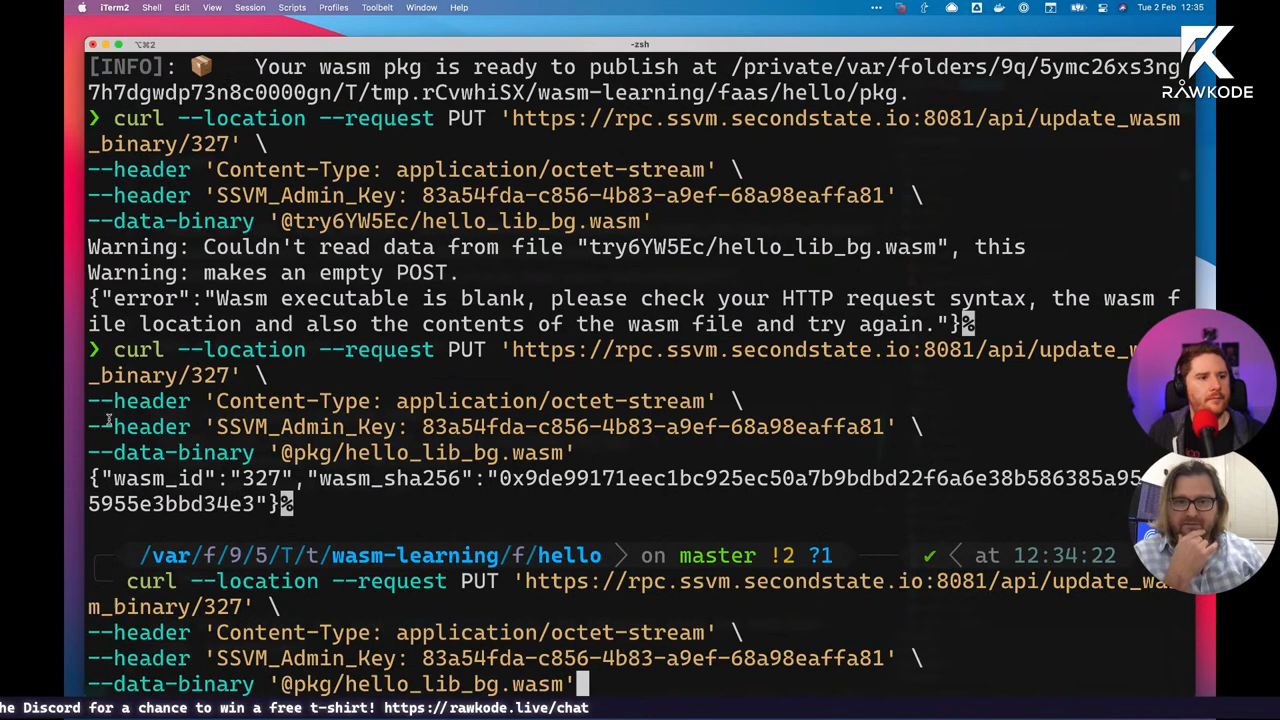 iTerm2 Shell Edit View Session Scripts Profiles Toolbelt Window Help Tue 2 Feb 12:35
⌥⌘2 -zsh
[INFO]: 📦 Your wasm pkg is ready to publish at /private/var/folders/9q/5ymc26xs3ng
7h7dgwdp73n8c0000gn/T/tmp.rCvwhiSX/wasm-learning/faas/hello/pkg.
❯ curl --location --request PUT 'https://rpc.ssvm.secondstate.io:8081/api/update_wasm
_binary/327' \
--header 'Content-Type: application/octet-stream' \
--header 'SSVM_Admin_Key: 83a54fda-c856-4b83-a9ef-68a98eaffa81' \
--data-binary '@try6YW5Ec/hello_lib_bg.wasm'
Warning: Couldn't read data from file "try6YW5Ec/hello_lib_bg.wasm", this
Warning: makes an empty POST.
{"error":"Wasm executable is blank, please check your HTTP request syntax, the wasm f
ile location and also the contents of the wasm file and try again."}%
❯ curl --location --request PUT 'https://rpc.ssvm.secondstate.io:8081/api/update_w
_binary/327' \
--header 'Content-Type: application/octet-stream' \
--header 'SSVM_Admin_Key: 83a54fda-c856-4b83-a9ef-68a98eaffa81' \
--data-binary '@pkg/hello_lib_bg.wasm'
{"wasm_id":"327","wasm_sha256":"0x9de99171eec1bc925ec50a7b9bdbd22f6a6e38b586385a95
5955e3bbd34e3"}%
/var/f/9/5/T/t/wasm-learning/f/hello on master !2 ?1 ✔ at 12:34:22
curl --location --request PUT 'https://rpc.ssvm.secondstate.io:8081/api/update_wa
m_binary/327' \
--header 'Content-Type: application/octet-stream' \
--header 'SSVM_Admin_Key: 83a54fda-c856-4b83-a9ef-68a98eaffa81' \
--data-binary '@pkg/hello_lib_bg.wasm'
he Discord for a chance to win a free t-shirt! https://rawkode.live/chat
RAWKODE